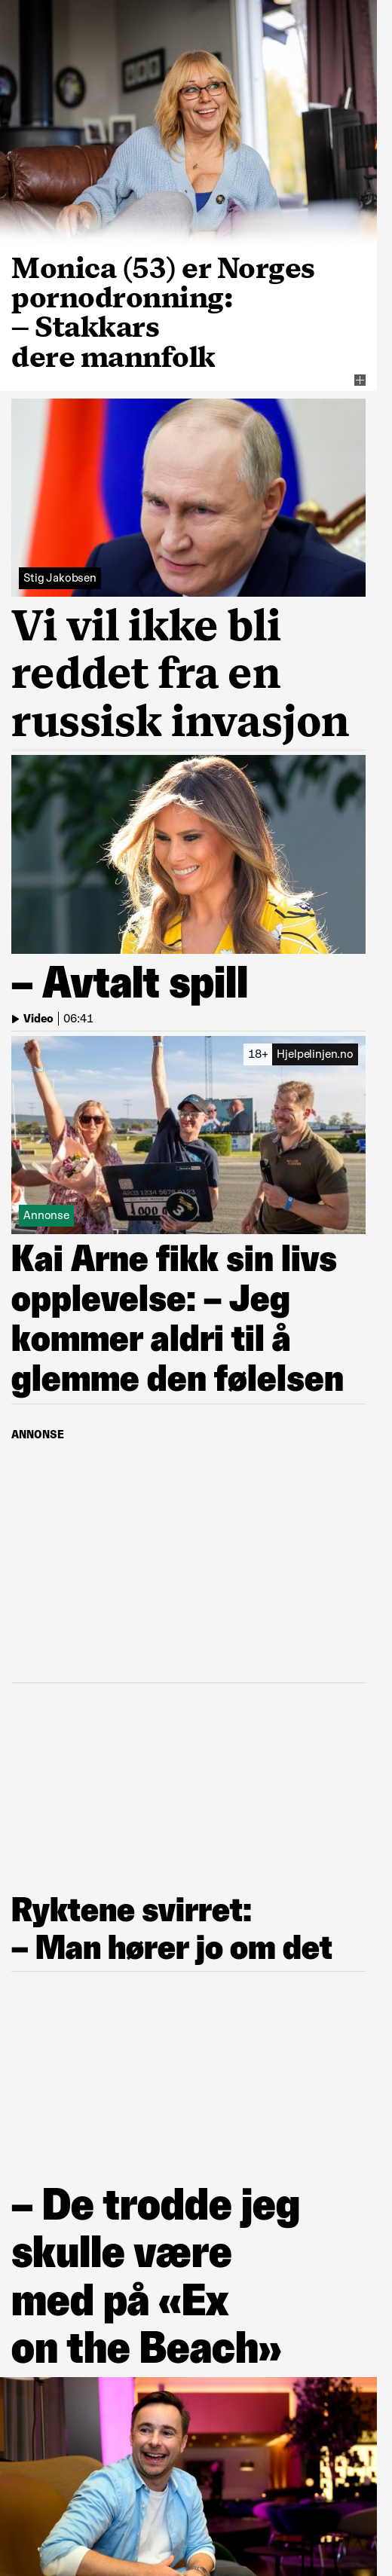 Monica (53) er Norges
pornodronning:
– Stakkars
dere mannfolk
Stig Jakobsen
Vi vil ikke bli
reddet fra en
russisk invasjon
– Avtalt spill
Video | 06:41
18+ Hjelpelinjen.no
Annonse
Kai Arne fikk sin livs
opplevelse: – Jeg
kommer aldri til å
glemme den følelsen
ANNONSE
Ryktene svirret:
– Man hører jo om det
– De trodde jeg
skulle være
med på «Ex
on the Beach»